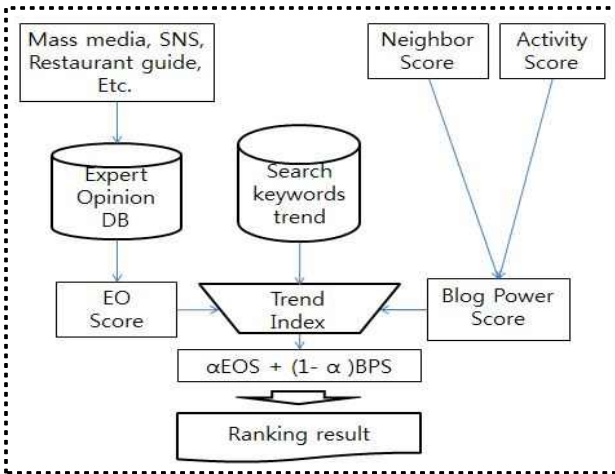 Mass media, SNS,
Restaurant guide,
Etc.
Neighbor
Score
Activity
Score
Expert
Opinion
DB
Search
keywords
trend
EO
Score
Trend
Index
Blog Power
Score
αEOS + (1- α )BPS
Ranking result